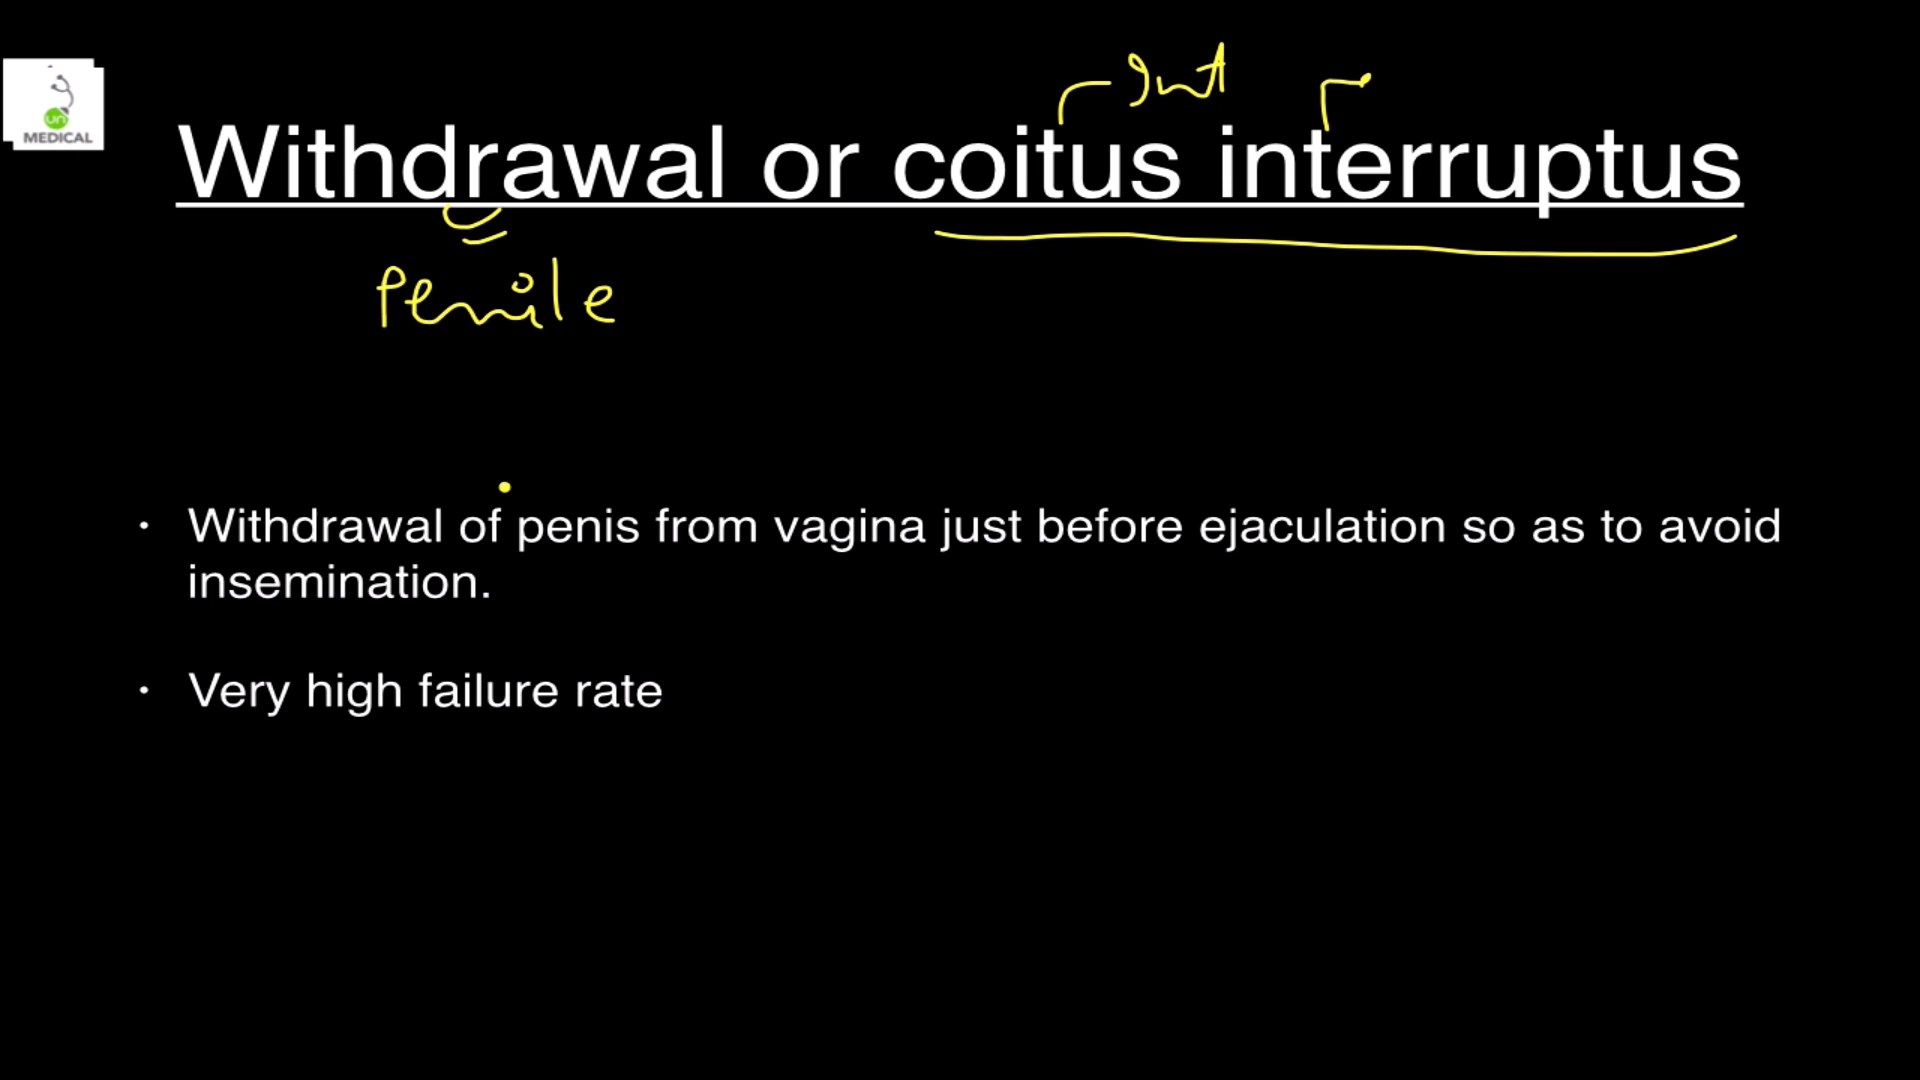 Int
un
MEDICAL
Withdrawal or coitus interruptus
Penile
• Withdrawal of penis from vagina just before ejaculation so as to avoid
insemination.
• Very high failure rate